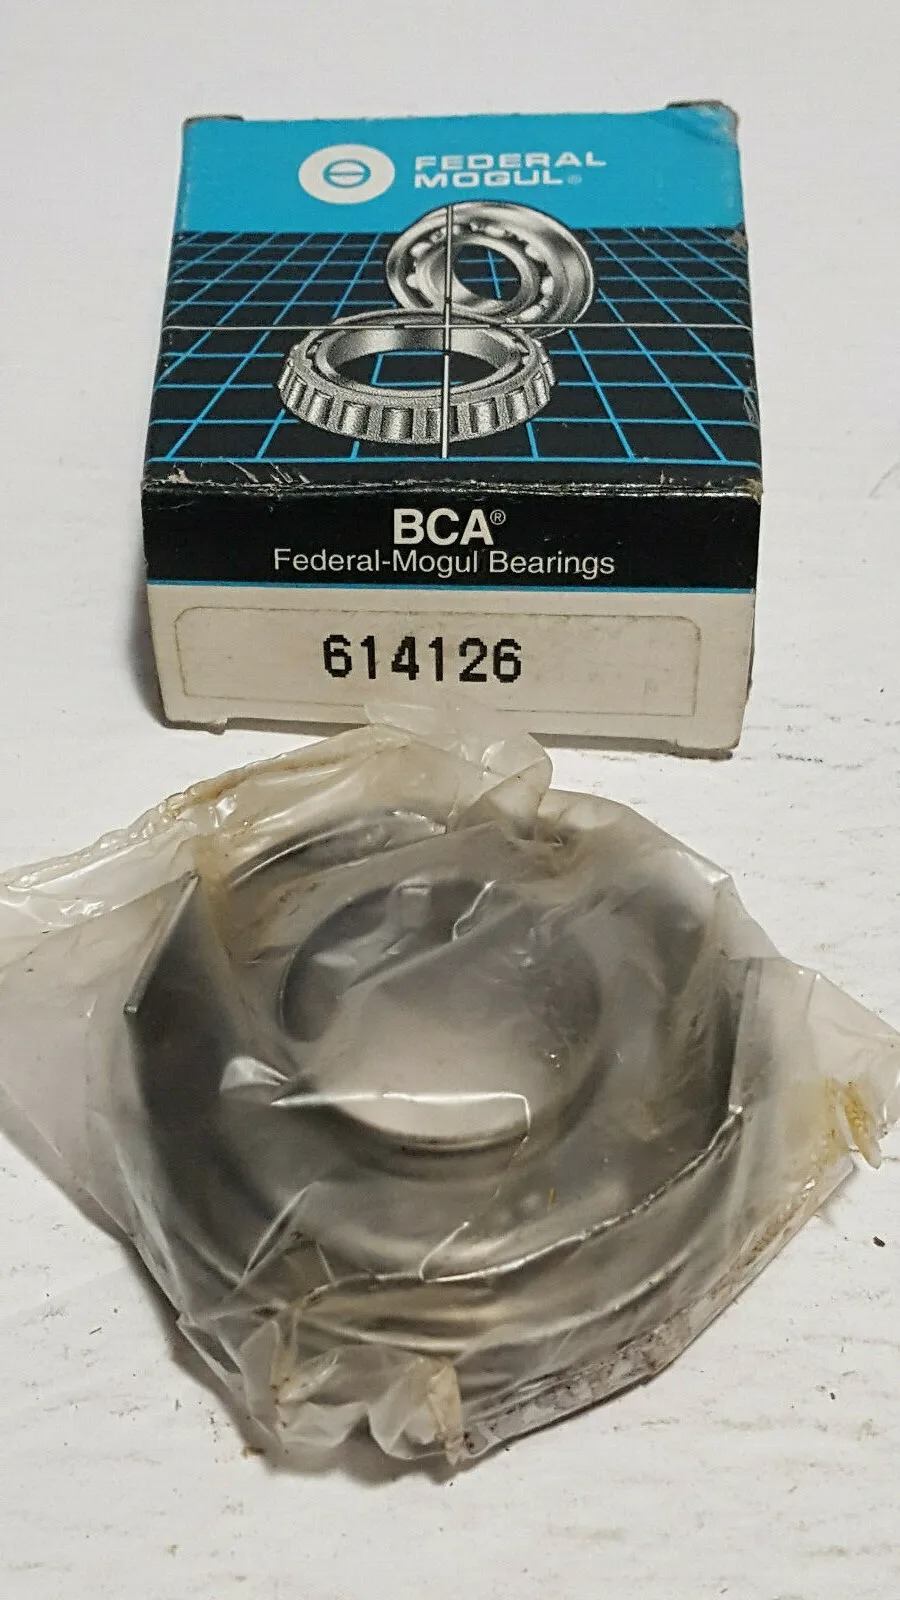 FEDERAL
MOGUL®
BCA®
Federal-Mogul Bearings
614126